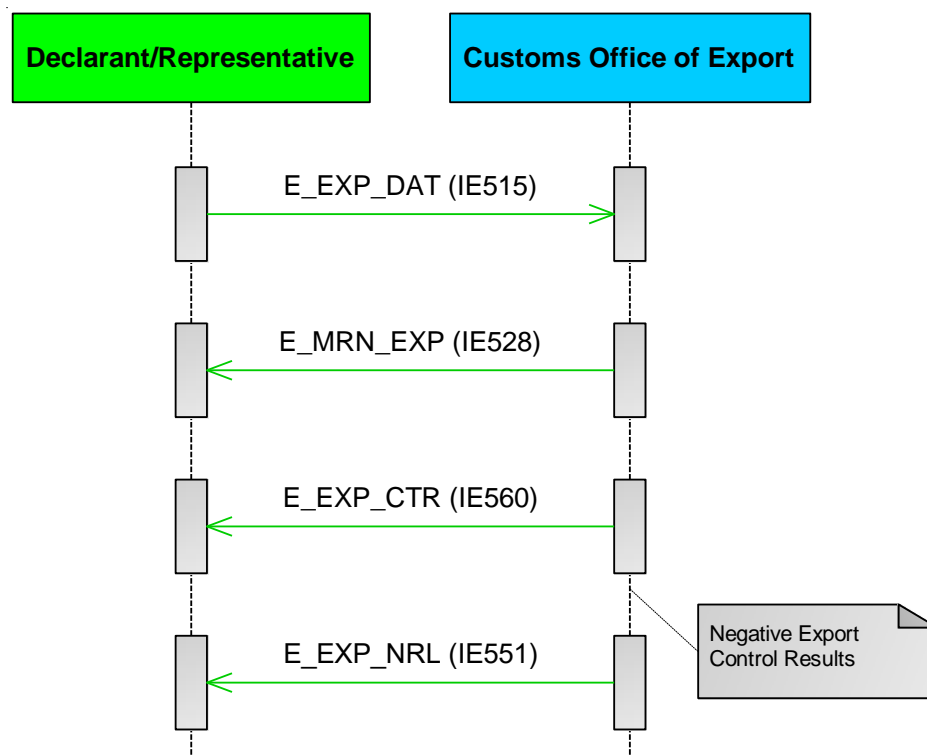 Declarant/Representative
Customs Office of Export
E_EXP_DAT (IE515)
E_MRN_EXP (IE528)
E_EXP_CTR (IE560)
E_EXP_NRL (IE551)
Negative Export
Control Results